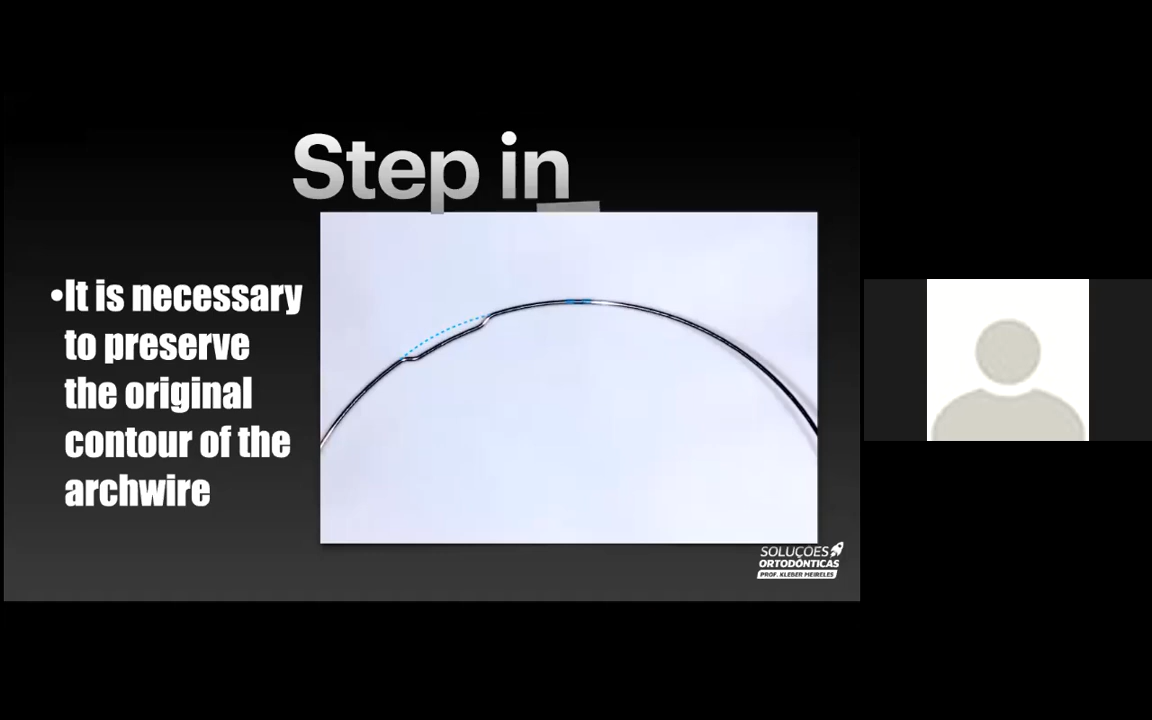 Step in
•It is necessary
to preserve
the original
contour of the
archwire
SOLUÇÕES
ORTODÔNTICAS
PROF. KLEBER MEIRELES